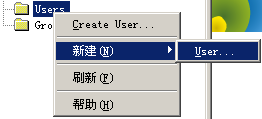 Users
Gro
Create User...
新建(N)
User...
刷新(F)
帮助(H)